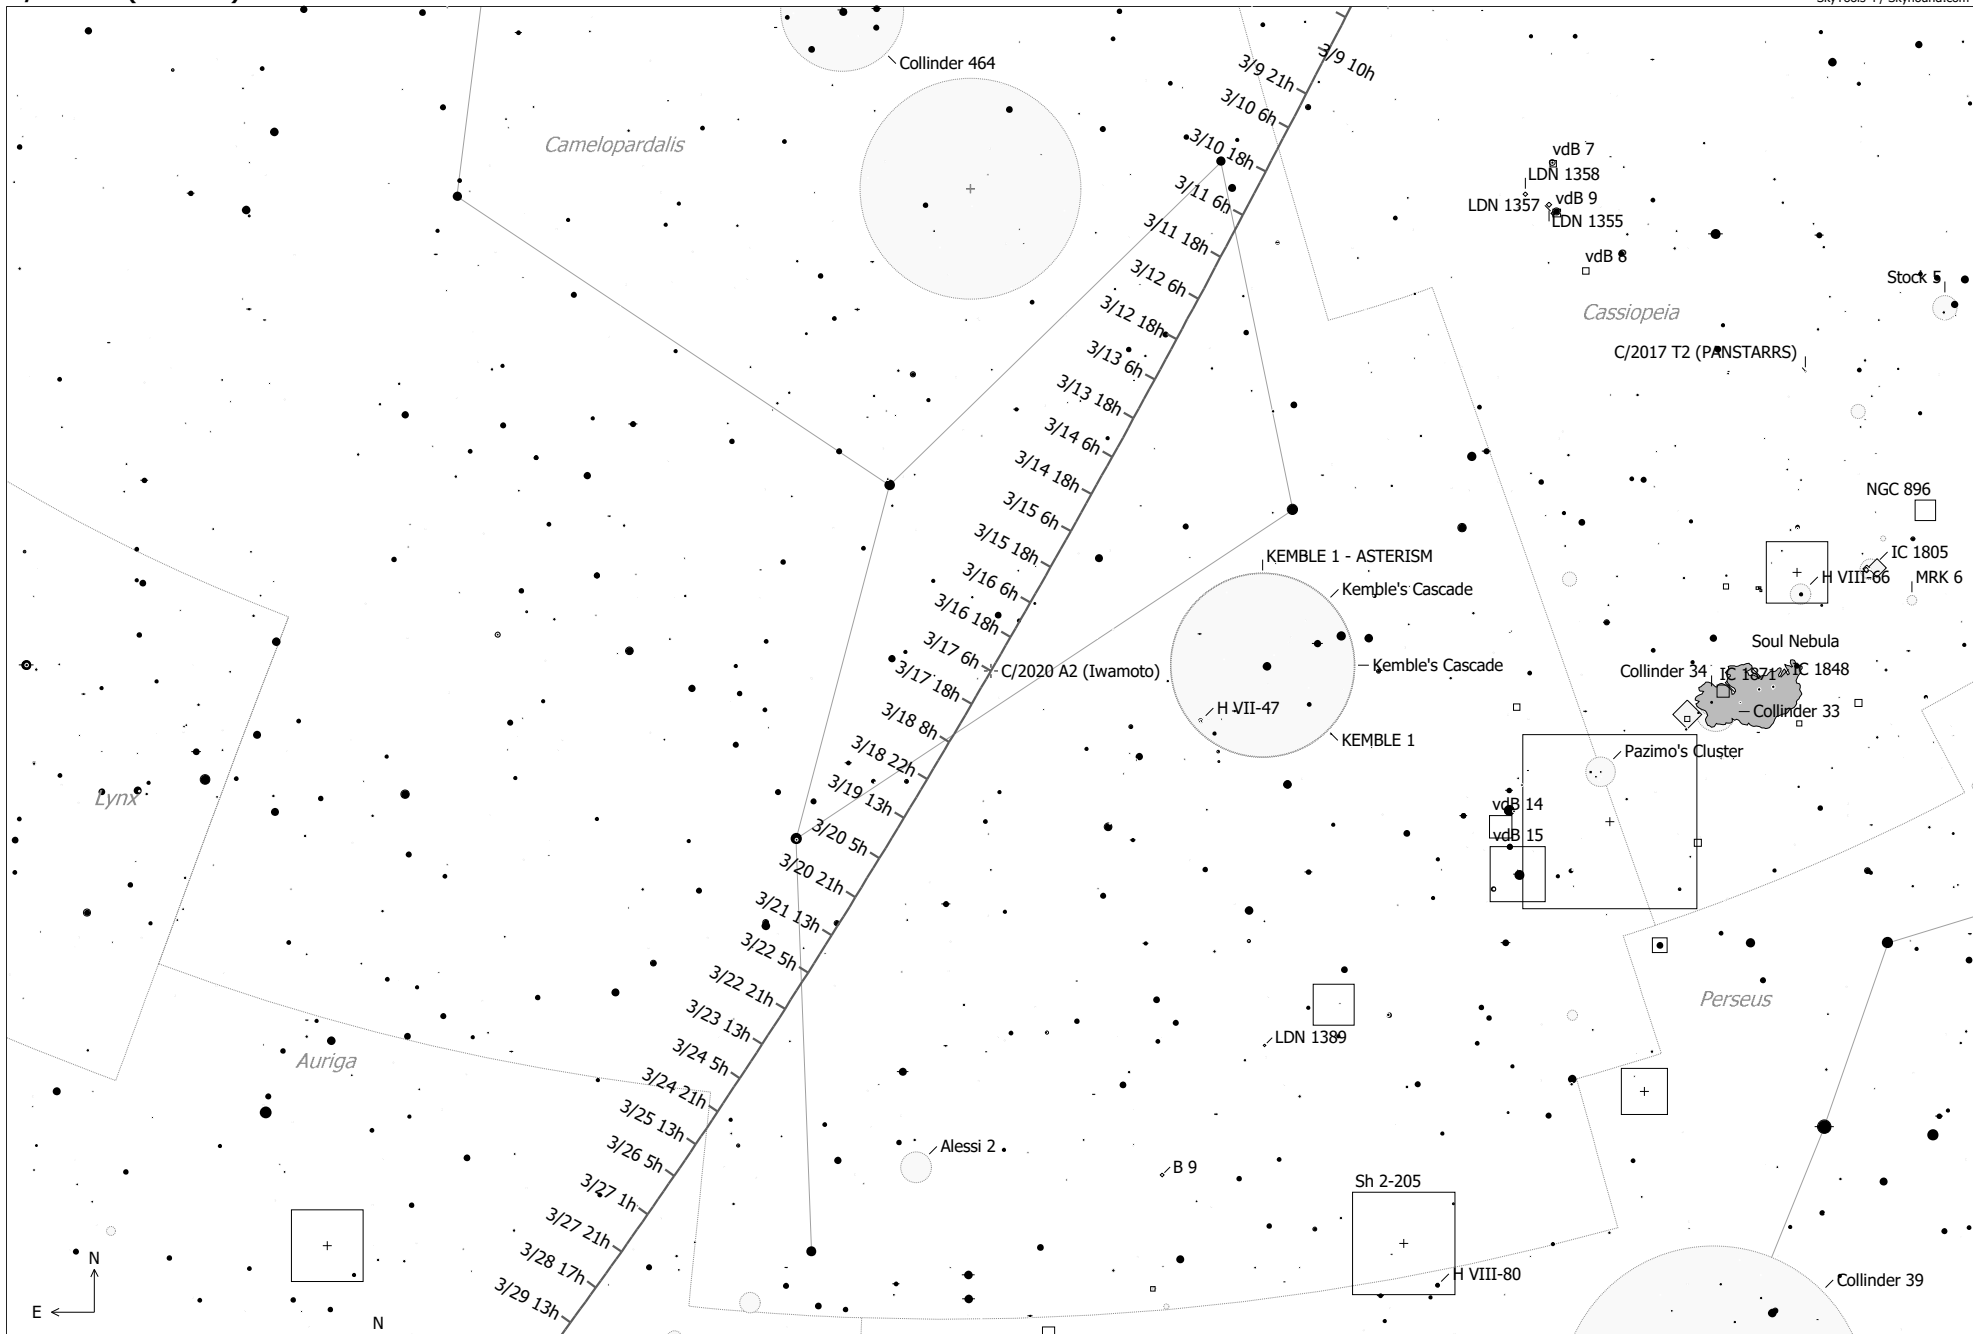 Collinder 464
3/9 10h
3/9 21h
3/10 6h
Camelopardalis
3/10 18h
vdB 7
LDN 1358
3/11 6h
LDN 1357
vdB 9
LDN 1355
3/11 18h
vdB 8
3/12 6h
Stock 5
3/12 18h
Cassiopeia
3/13 6h
C/2017 T2 (PANSTARRS)
3/13 18h
3/14 6h
3/14 18h
NGC 896
3/15 6h
3/15 18h
KEMBLE 1 - ASTERISM
IC 1805
3/16 6h
Kemble's Cascade
H VIII-66
MRK 6
3/16 18h
Soul Nebula
3/17 6h
C/2020 A2 (Iwamoto)
Kemble's Cascade
Collinder 34
IC 1871
IC 1848
3/17 18h
H VII-47
Collinder 33
3/18 8h
KEMBLE 1
Pazimo's Cluster
3/18 22h
Lynx
3/19 13h
vdB 14
3/20 5h
vdB 15
3/20 21h
3/21 13h
3/22 5h
3/22 21h
Perseus
3/23 13h
LDN 1389
Auriga
3/24 5h
3/24 21h
3/25 13h
3/26 5h
Alessi 2
B 9
3/27 1h
Sh 2-205
3/27 21h
N
3/28 17h
H VIII-80
Collinder 39
3/29 13h
E
N